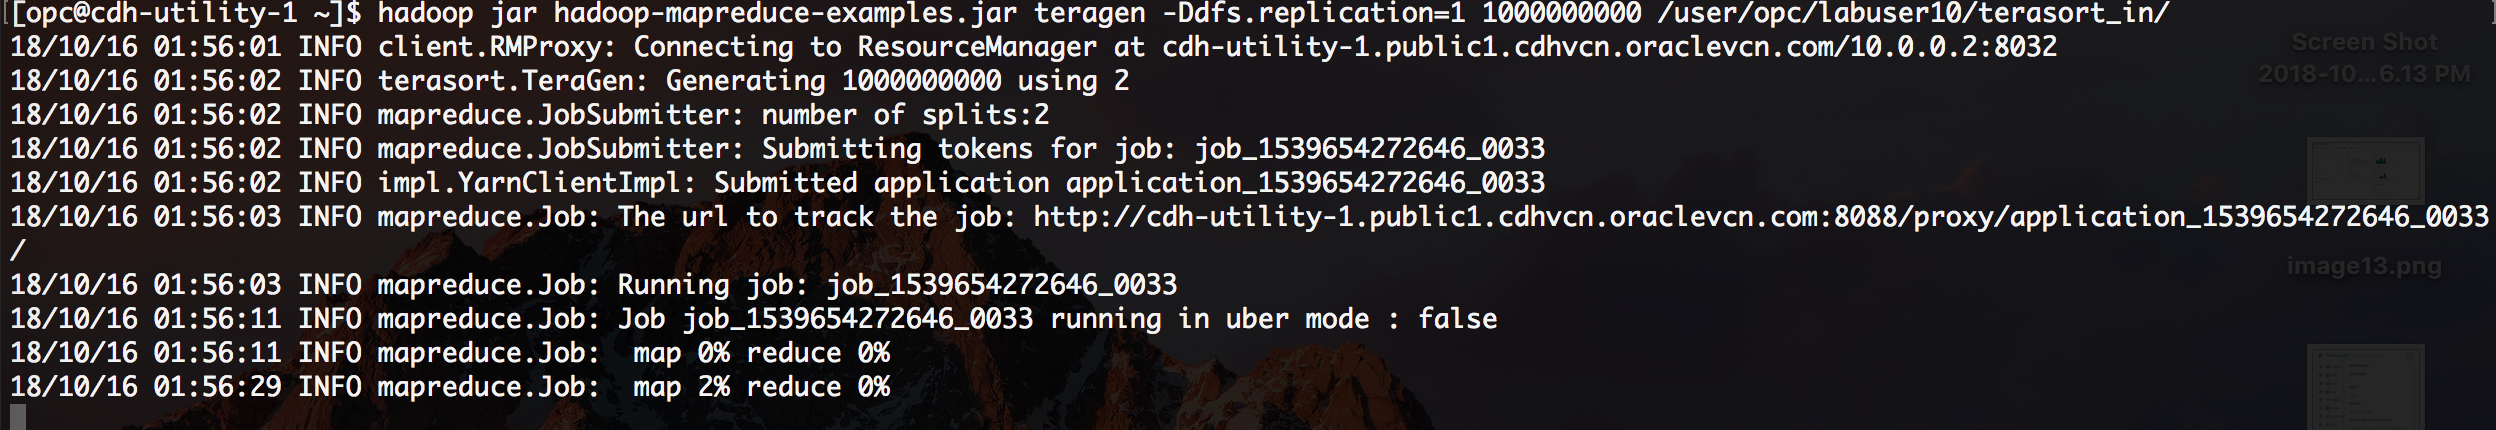 [opc@cdh-utility-1 ~]$ hadoop jar hadoop-mapreduce-examples.jar teragen -Ddfs.replication=1 1000000000 /user/opc/labuser10/terasort_in/
18/10/16 01:56:01 INFO client.RMProxy: Connecting to ResourceManager at cdh-utility-1.public1.cdhvcn.oraclevcn.com/10.0.0.2:8032
18/10/16 01:56:02 INFO terasort.TeraGen: Generating 1000000000 using 2
18/10/16 01:56:02 INFO mapreduce.JobSubmitter: number of splits:2
18/10/16 01:56:02 INFO mapreduce.JobSubmitter: Submitting tokens for job: job_1539654272646_0033
18/10/16 01:56:02 INFO impl.YarnClientImpl: Submitted application application_1539654272646_0033
18/10/16 01:56:03 INFO mapreduce.Job: The url to track the job: http://cdh-utility-1.public1.cdhvcn.oraclevcn.com:8088/proxy/application_1539654272646_0033
/
18/10/16 01:56:03 INFO mapreduce.Job: Running job: job_1539654272646_0033
18/10/16 01:56:11 INFO mapreduce.Job: Job job_1539654272646_0033 running in uber mode : false
18/10/16 01:56:11 INFO mapreduce.Job:  map 0% reduce 0%
18/10/16 01:56:29 INFO mapreduce.Job:  map 2% reduce 0%
Screen Shot
2018-10...6.13 PM
image13.png